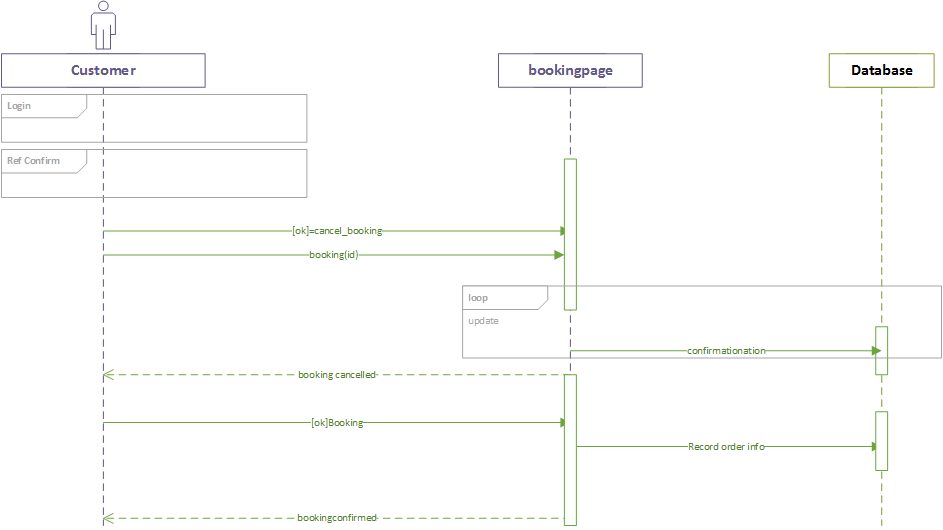 Customer
bookingpage
Database
Login
Ref Confirm
[ok]=cancel_booking
booking(id)
loop
update
confirmationation
booking cancelled
[ok]Booking
Record order info
bookingconfirmed